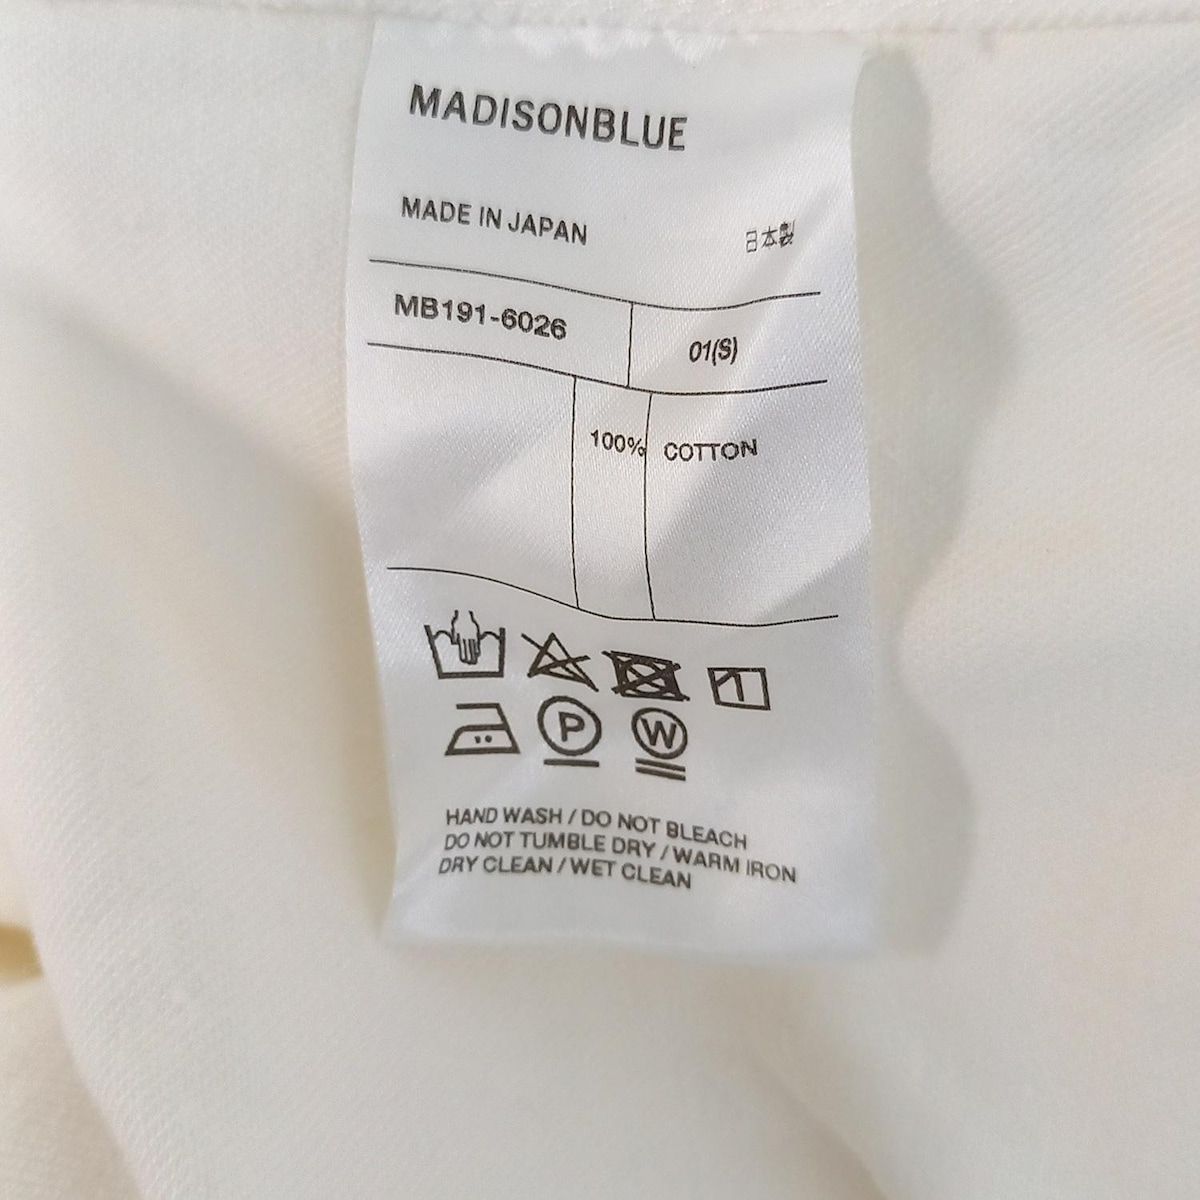 MADISONBLUE
MADE IN JAPAN 日本製
MB191-6026 01(S)
100% COTTON
P W
HAND WASH / DO NOT BLEACH
DO NOT TUMBLE DRY / WARM IRON
DRY CLEAN / WET CLEAN